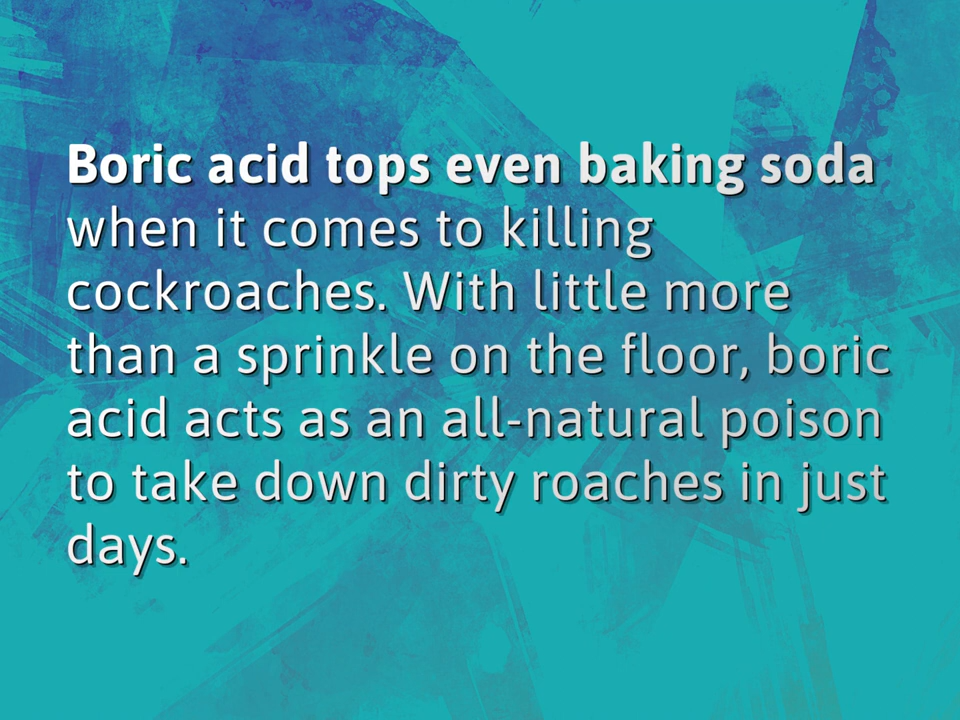 Boric acid tops even baking soda
when it comes to killing
cockroaches. With little more
than a sprinkle on the floor, boric
acid acts as an all-natural poison
to take down dirty roaches in just
days.